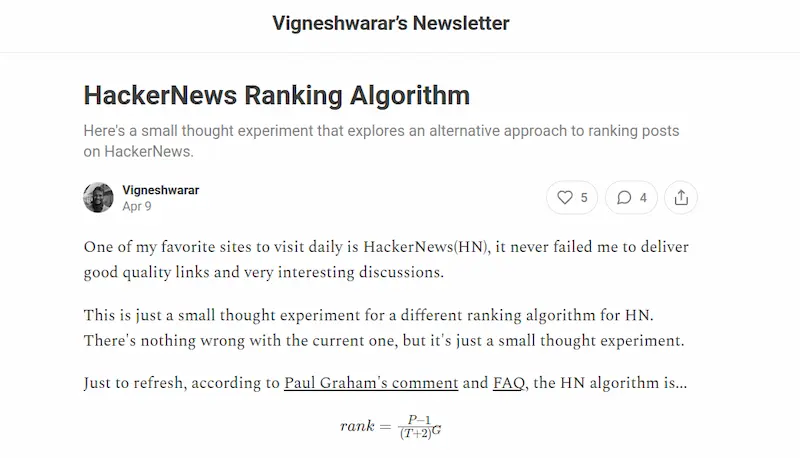 Vigneshwarar’s Newsletter
HackerNews Ranking Algorithm
Here's a small thought experiment that explores an alternative approach to ranking posts
on HackerNews.
Vigneshwarar
Apr 9
5
4
One of my favorite sites to visit daily is HackerNews(HN), it never failed me to deliver
good quality links and very interesting discussions.
This is just a small thought experiment for a different ranking algorithm for HN.
There's nothing wrong with the current one, but it's just a small thought experiment.
Just to refresh, according to Paul Graham's comment and FAQ, the HN algorithm is...
rank = P−1
(T+2)G